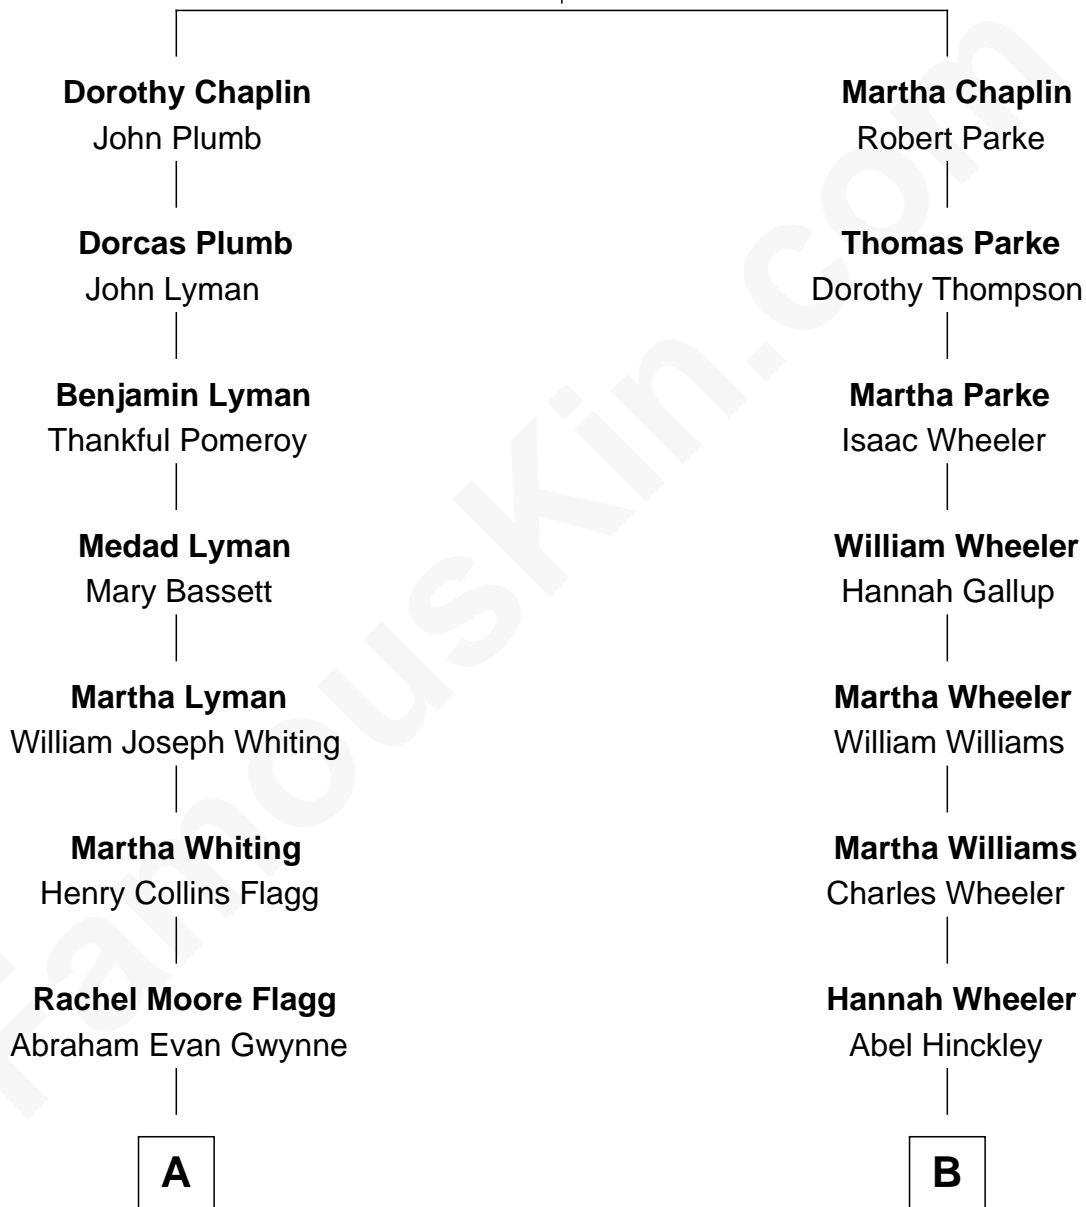 Dorothy Chaplin
John Plumb
Dorcas Plumb
John Lyman
Benjamin Lyman
Thankful Pomeroy
Medad Lyman
Mary Bassett
Martha Lyman
William Joseph Whiting
Martha Whiting
Henry Collins Flagg
Rachel Moore Flagg
Abraham Evan Gwynne
A
Martha Chaplin
Robert Parke
Thomas Parke
Dorothy Thompson
Martha Parke
Isaac Wheeler
William Wheeler
Hannah Gallup
Martha Wheeler
William Williams
Martha Williams
Charles Wheeler
Hannah Wheeler
Abel Hinckley
B
FamousKin.com